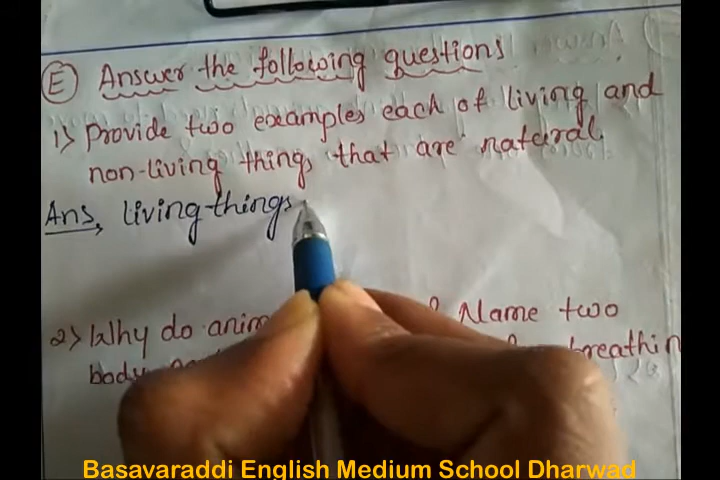 E Answer the following questions
1) Provide two examples each of living and
non-living things that are natural.
Ans, living-things
2) Why do Name two
body breathin
Basavaraddi English Medium School Dharwad